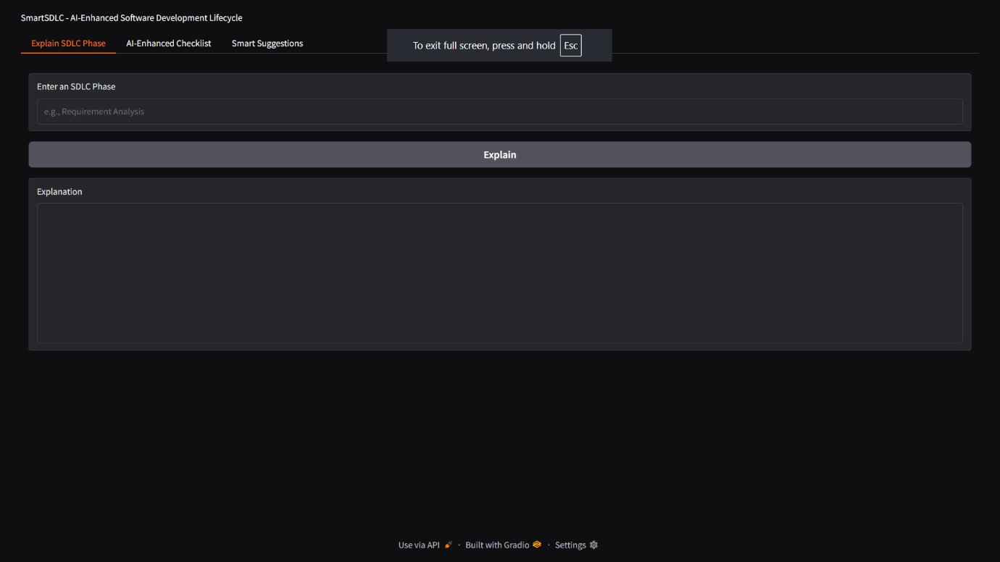 SmartSDLC - AI-Enhanced Software Development Lifecycle
Explain SDLC Phase AI-Enhanced Checklist Smart Suggestions
To exit full screen, press and hold Esc
Enter an SDLC Phase
e.g., Requirement Analysis
Explain
Explanation
Use via API · Built with Gradio · Settings